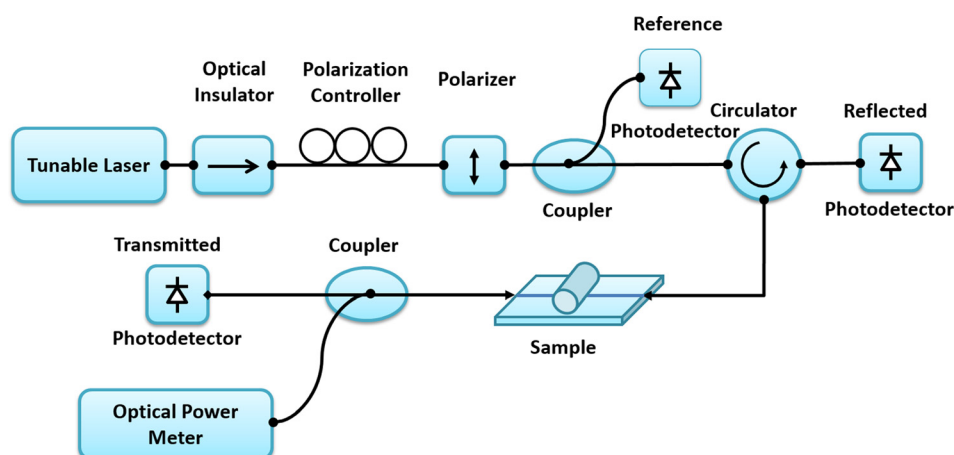 Reference
Optical
Insulator
Polarization
Controller
Polarizer
Photodetector
Circulator
Reflected
Tunable Laser
Coupler
Photodetector
Transmitted
Coupler
Photodetector
Sample
Optical Power
Meter